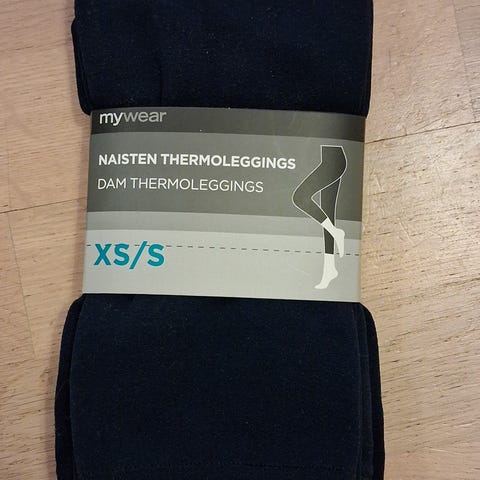 mywear
NAISTEN THERMOLEGGINGS
DAM THERMOLEGGINGS
XS/S